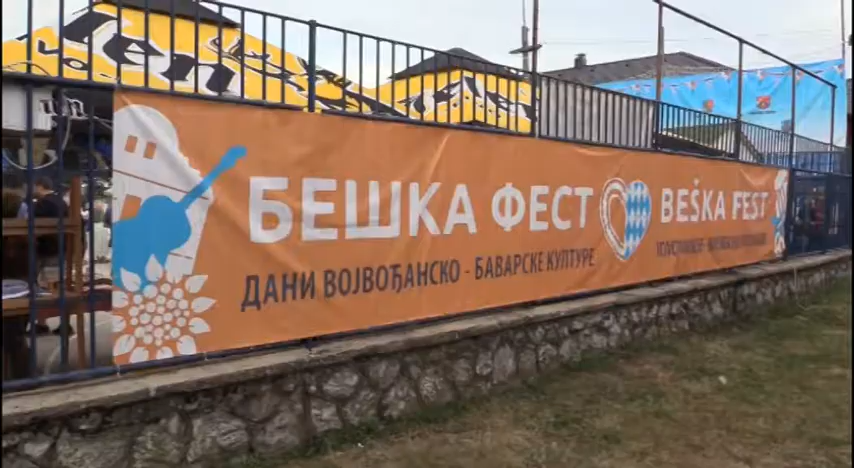 БЕШКА ФЕСТ
ДАНИ ВОЈВОЂАНСКО - БАВАРСКЕ КУЛТУРЕ
BEŠKA FEST